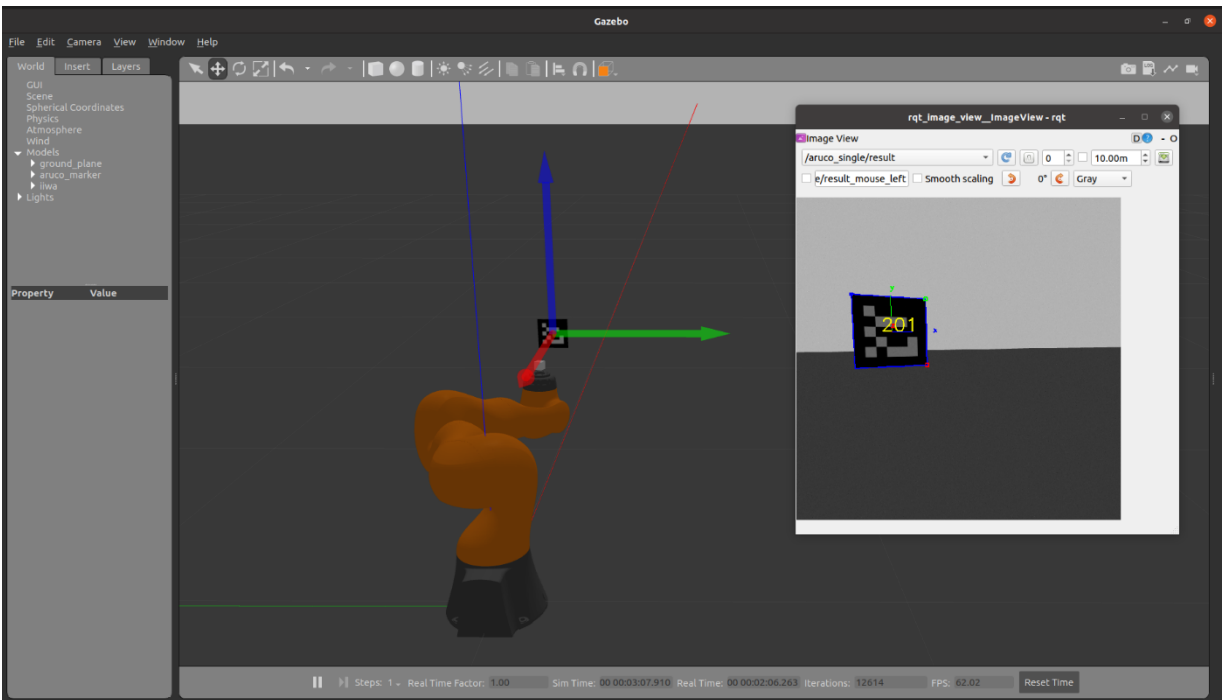 Gazebo
File Edit Camera View Window Help
World Insert Layers
GUI
Scene
Spherical Coordinates
Physics
Atmosphere
Wind
Models
ground_plane
aruco_marker
iiwa
Lights
Property Value
rqt_image_view__ImageView - rqt
Image View
D - O
/aruco_single/result
0
10.00m
e/result_mouse_left
Smooth scaling
0°
Gray
y
201
x
Steps: 1 Real Time Factor: 1.00 Sim Time: 00 00:03:07.910 Real Time: 00 00:02:06.263 Iterations: 12614 FPS: 62.02 Reset Time